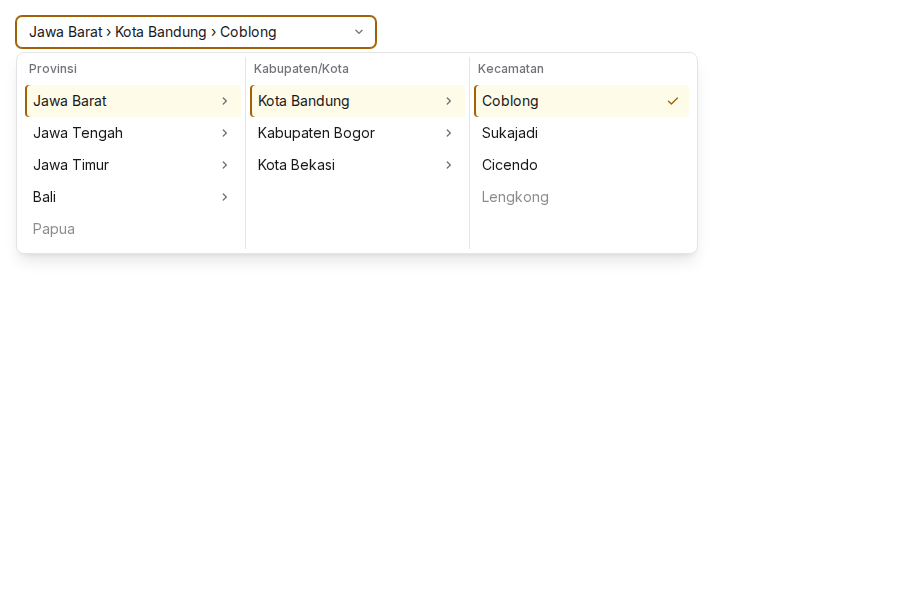 Jawa Barat › Kota Bandung › Coblong
Provinsi
Jawa Barat
Jawa Tengah
Jawa Timur
Bali
Papua
Kabupaten/Kota
Kota Bandung
Kabupaten Bogor
Kota Bekasi
Kecamatan
Coblong
Sukajadi
Cicendo
Lengkong